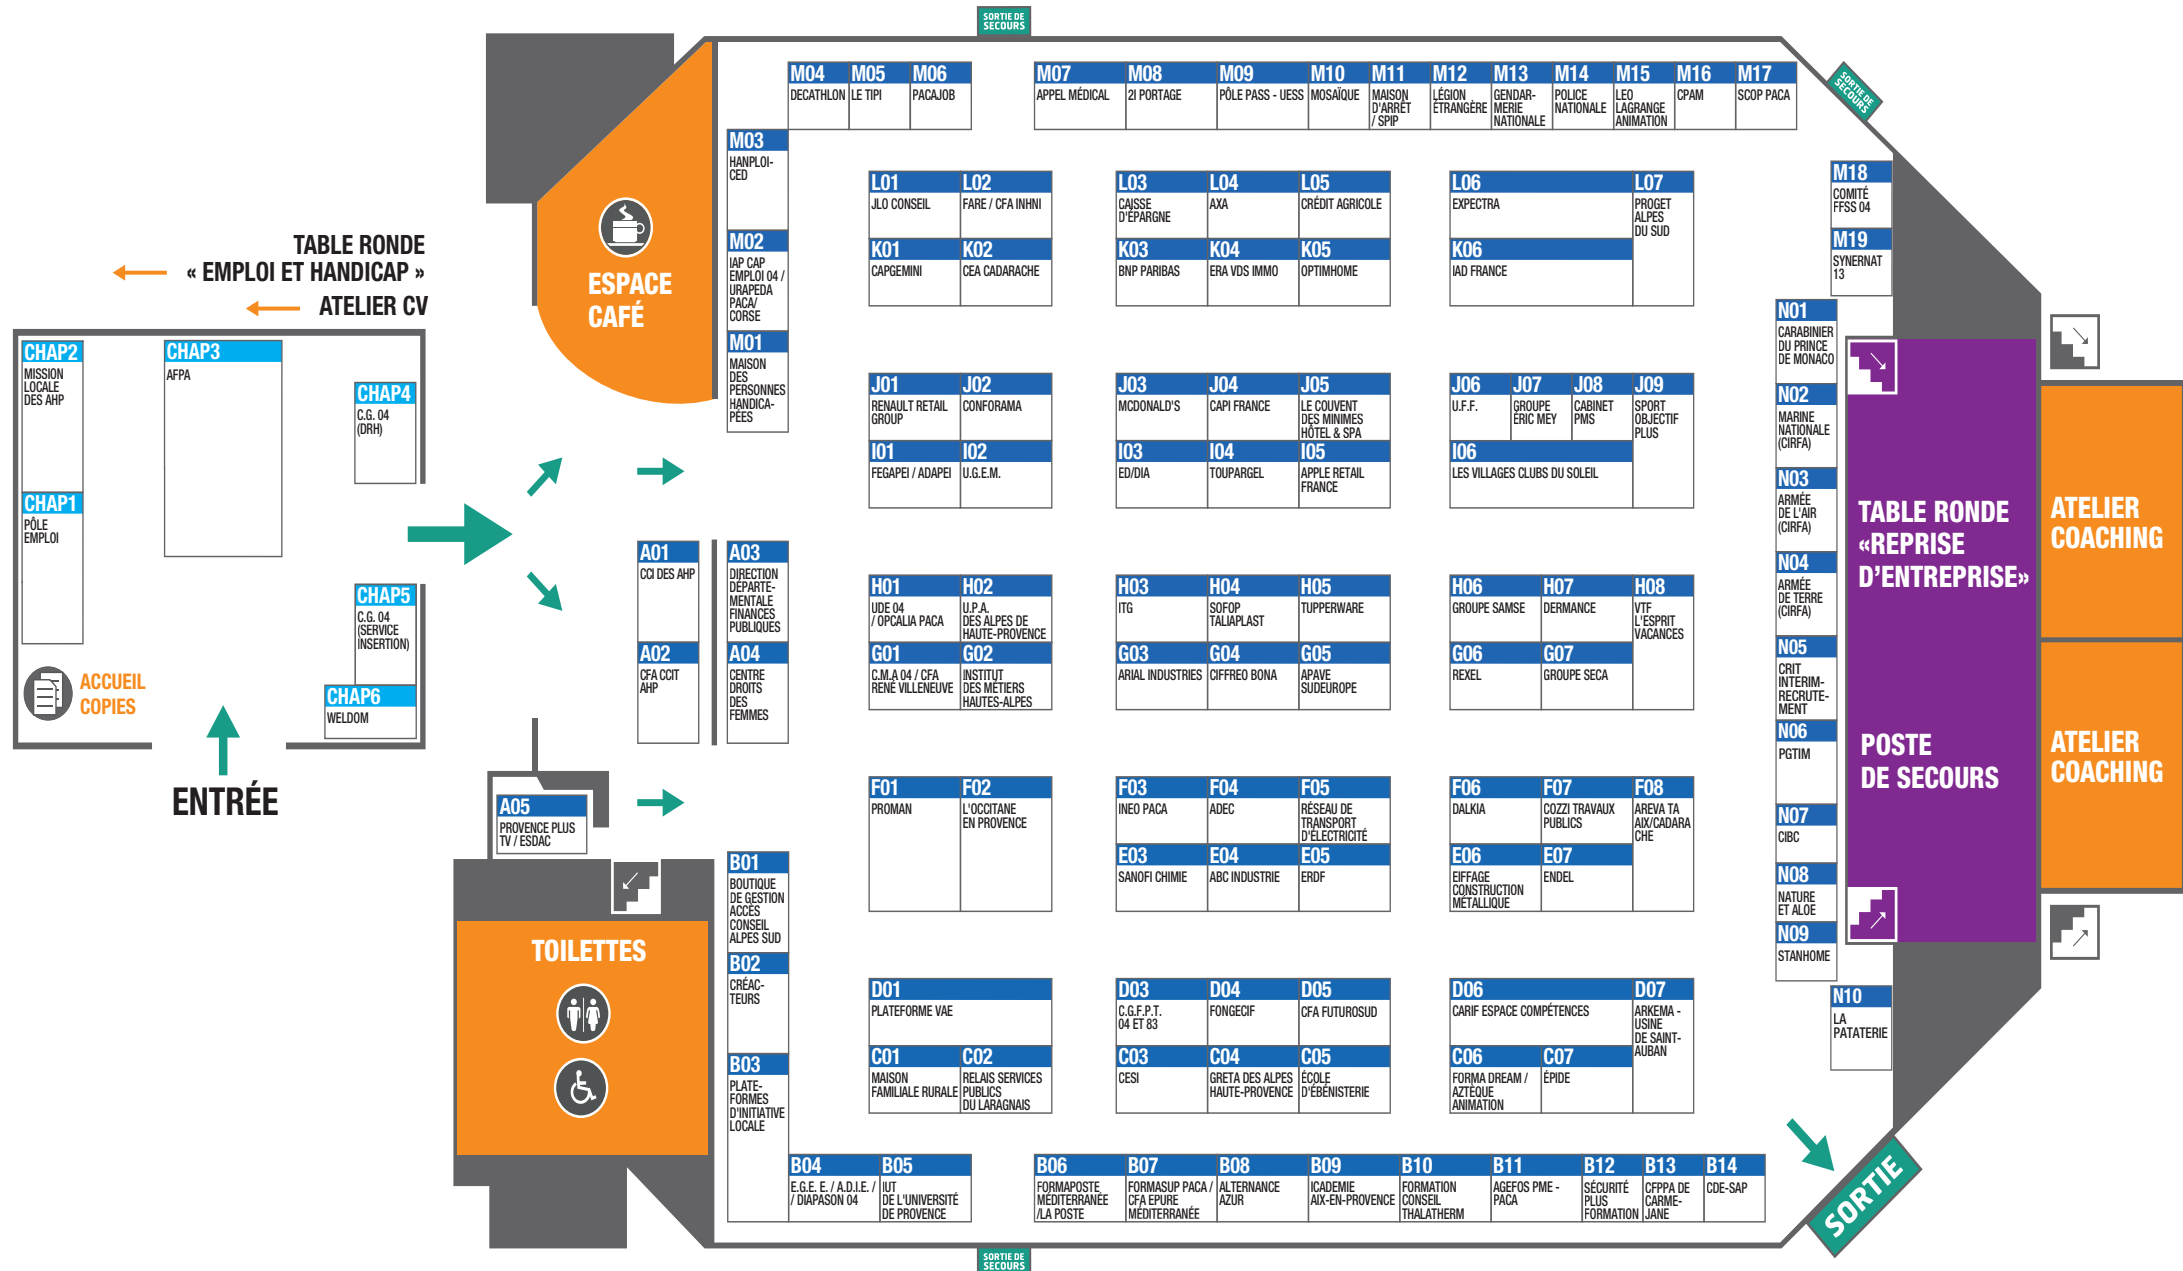 SORTIE DE
SECOURS
SORTIE DE
SECOURS
M04
DECATHLON
M05
LE TIPI
M06
PACAJOB
M07
APPEL MÉDICAL
M08
2I PORTAGE
M09
PÔLE PASS - UESS
M10
MOSAÏQUE
M11
MAISON
D'ARRÊT
/ SPIP
M12
LÉGION
ÉTRANGÈRE
M13
GENDAR-
MERIE
NATIONALE
M14
POLICE
NATIONALE
M15
LEO
LAGRANGE
ANIMATION
M16
CPAM
M17
SCOP PACA
M03
HANPLOI-
CED
M02
IAP CAP
EMPLOI 04 /
URAPEDA
PACA/
CORSE
M01
MAISON
DES
PERSONNES
HANDICA-
PÉES
ESPACE
CAFÉ
TABLE RONDE
« EMPLOI ET HANDICAP »
ATELIER CV
CHAP2
MISSION
LOCALE
DES AHP
CHAP1
PÔLE
EMPLOI
CHAP3
AFPA
CHAP4
C.G. 04
(DRH)
CHAP5
C.G. 04
(SERVICE
INSERTION)
CHAP6
WELDOM
ACCUEIL
COPIES
ENTRÉE
L01
JLO CONSEIL
L02
FARE / CFA INHNI
K01
CAPGEMINI
K02
CEA CADARACHE
L03
CAISSE
D'ÉPARGNE
L04
AXA
L05
CRÉDIT AGRICOLE
K03
BNP PARIBAS
K04
ERA VDS IMMO
K05
OPTIMHOME
L06
EXPECTRA
L07
PROGET
ALPES
DU SUD
K06
IAD FRANCE
M18
COMITÉ
FFSS 04
M19
SYNERNAT
13
J01
RENAULT RETAIL
GROUP
J02
CONFORAMA
I01
FEGAPEI / ADAPEI
I02
U.G.E.M.
J03
MCDONALD'S
J04
CAPI FRANCE
J05
LE COUVENT
DES MINIMES
HÔTEL & SPA
I03
ED/DIA
I04
TOUPARGEL
I05
APPLE RETAIL
FRANCE
J06
U.F.F.
J07
GROUPE
ÉRIC MEY
J08
CABINET
PMS
J09
SPORT
OBJECTIF
PLUS
I06
LES VILLAGES CLUBS DU SOLEIL
A01
CCI DES AHP
A02
CFA CCIT
AHP
A03
DIRECTION
DÉPARTE-
MENTALE
FINANCES
PUBLIQUES
A04
CENTRE
DROITS
DES
FEMMES
A05
PROVENCE PLUS
TV / ESDAC
H01
UDE 04
/ OPCALIA PACA
H02
U.P.A.
DES ALPES DE
HAUTE-PROVENCE
G01
C.M.A 04 / CFA
RENÉ VILLENEUVE
G02
INSTITUT
DES MÉTIERS
HAUTES-ALPES
H03
ITG
H04
SOFOP
TALIAPLAST
H05
TUPPERWARE
G03
ARIAL INDUSTRIES
G04
CIFFREO BONA
G05
APAVE
SUDEUROPE
H06
GROUPE SAMSE
H07
DERMANCE
H08
VTF
L'ESPRIT
VACANCES
G06
REXEL
G07
GROUPE SECA
F01
PROMAN
F02
L'OCCITANE
EN PROVENCE
F03
INEO PACA
F04
ADEC
F05
RÉSEAU DE
TRANSPORT
D'ÉLECTRICITÉ
E03
SANOFI CHIMIE
E04
ABC INDUSTRIE
E05
ERDF
F06
DALKIA
F07
COZZI TRAVAUX
PUBLICS
F08
AREVA TA
AIX/CADARA
CHE
E06
EIFFAGE
CONSTRUCTION
MÉTALLIQUE
E07
ENDEL
D01
PLATEFORME VAE
C01
MAISON
FAMILIALE RURALE
C02
RELAIS SERVICES
PUBLICS
DU LARAGNAIS
D03
C.G.F.P.T.
04 ET 83
D04
FONGECIF
D05
CFA FUTUROSUD
C03
CESI
C04
GRETA DES ALPES
HAUTE-PROVENCE
C05
ÉCOLE
D'ÉBÉNISTERIE
D06
CARIF ESPACE COMPÉTENCES
D07
ARKEMA -
USINE
DE SAINT-
AUBAN
C06
FORMA DREAM /
AZTÈQUE
ANIMATION
C07
ÉPIDE
N01
CARABINIER
DU PRINCE
DE MONACO
N02
MARINE
NATIONALE
(CIRFA)
N03
ARMÉE
DE L'AIR
(CIRFA)
N04
ARMÉE
DE TERRE
(CIRFA)
N05
CRIT
INTERIM-
RECRUTE-
MENT
N06
PGTIM
N07
CIBC
N08
NATURE
ET ALOE
N09
STANHOME
N10
LA
PATATERIE
TABLE RONDE
«REPRISE
D'ENTREPRISE»
POSTE
DE SECOURS
ATELIER
COACHING
ATELIER
COACHING
TOILETTES
B01
BOUTIQUE
DE GESTION
ACCÈS
CONSEIL
ALPES SUD
B02
CRÉAC-
TEURS
B03
PLATE-
FORMES
D'INITIATIVE
LOCALE
B04
E.G.E. E. / A.D.I.E. /
/ DIAPASON 04
B05
IUT
DE L'UNIVERSITÉ
DE PROVENCE
B06
FORMAPOSTE
MÉDITERRANÉE
/LA POSTE
B07
FORMASUP PACA /
CFA EPURE
MÉDITERRANÉE
B08
ALTERNANCE
AZUR
B09
ICADEMIE
AIX-EN-PROVENCE
B10
FORMATION
CONSEIL
THALATHERM
B11
AGEFOS PME -
PACA
B12
SÉCURITÉ
PLUS
FORMATION
B13
CFPPA DE
CARME-
JANE
B14
CDE-SAP
SORTIE
SORTIE DE
SECOURS